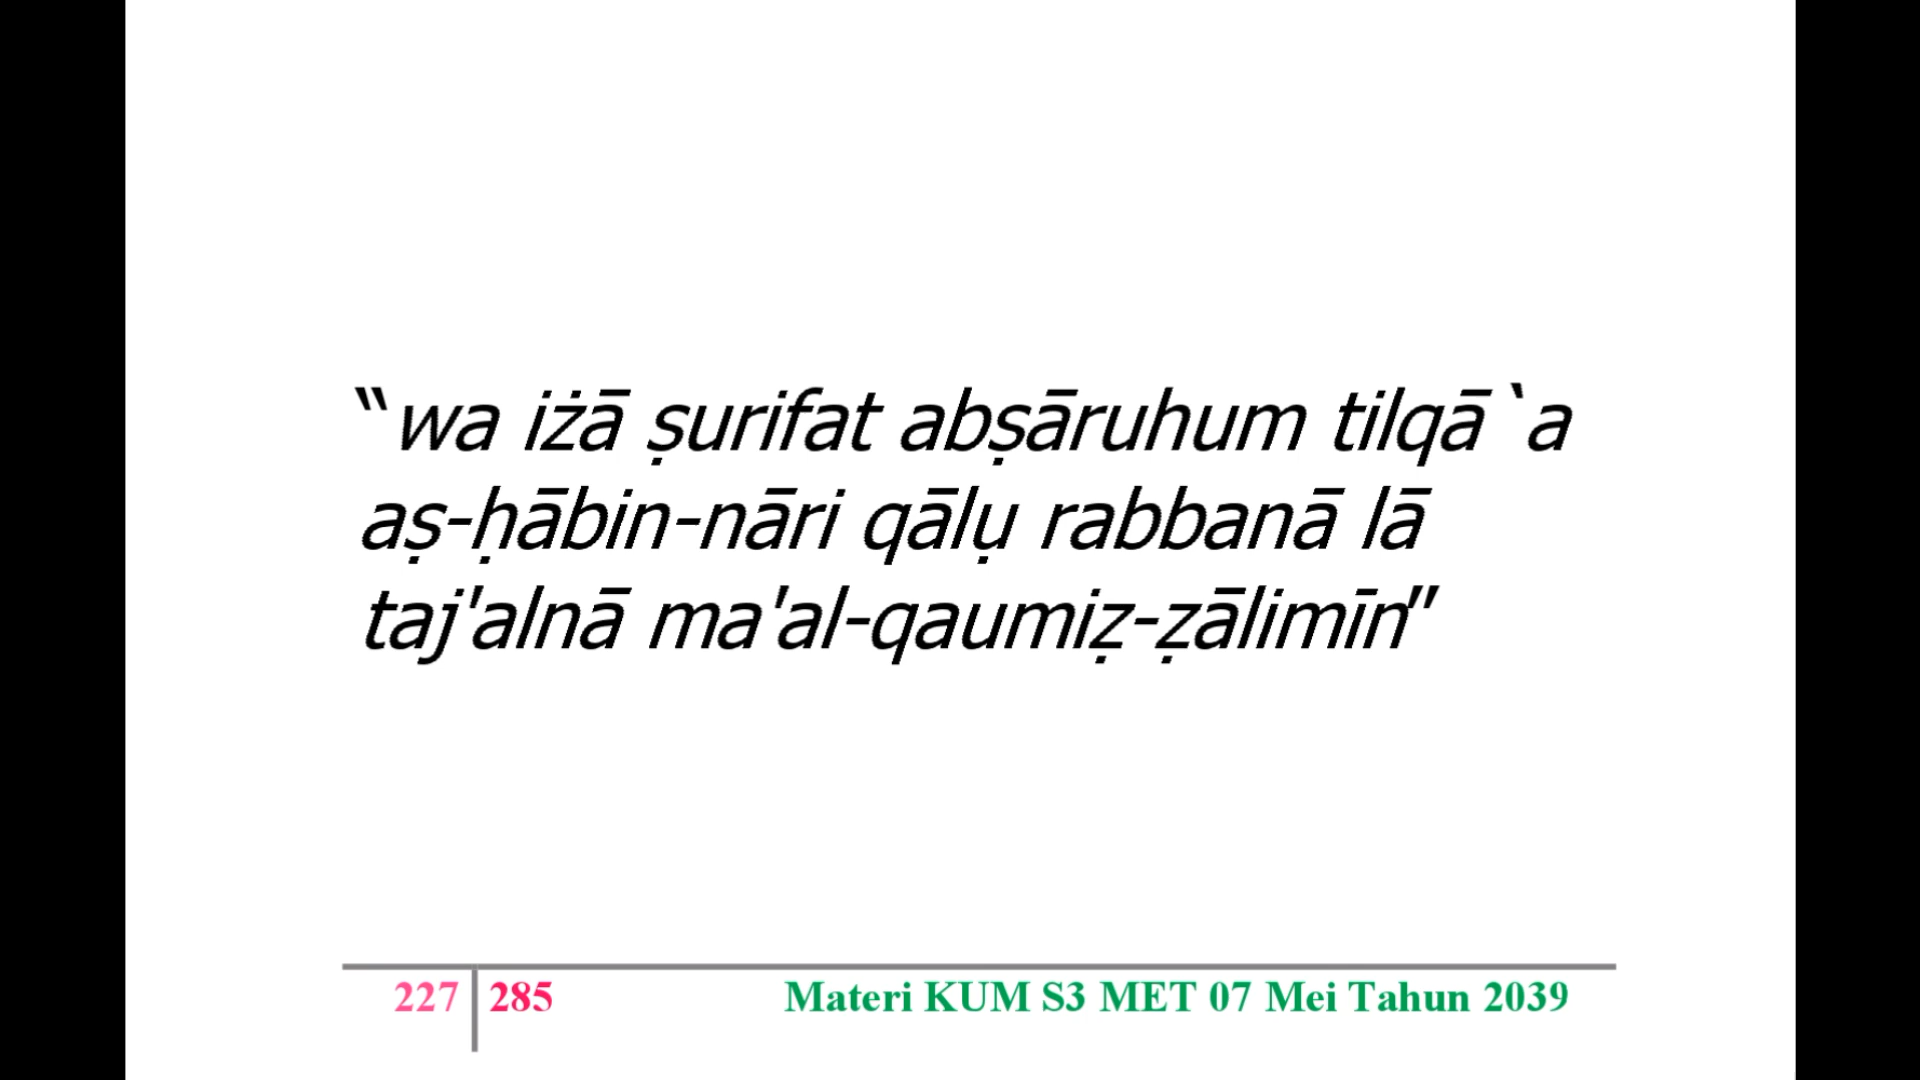 “wa iżā ṣurifat abṣāruhum tilqā`a
aṣ-ḥābin-nāri qālụ rabbanā lā
taj'alnā ma'al-qaumiẓ-ẓālimīn”
227 285 Materi KUM S3 MET 07 Mei Tahun 2039